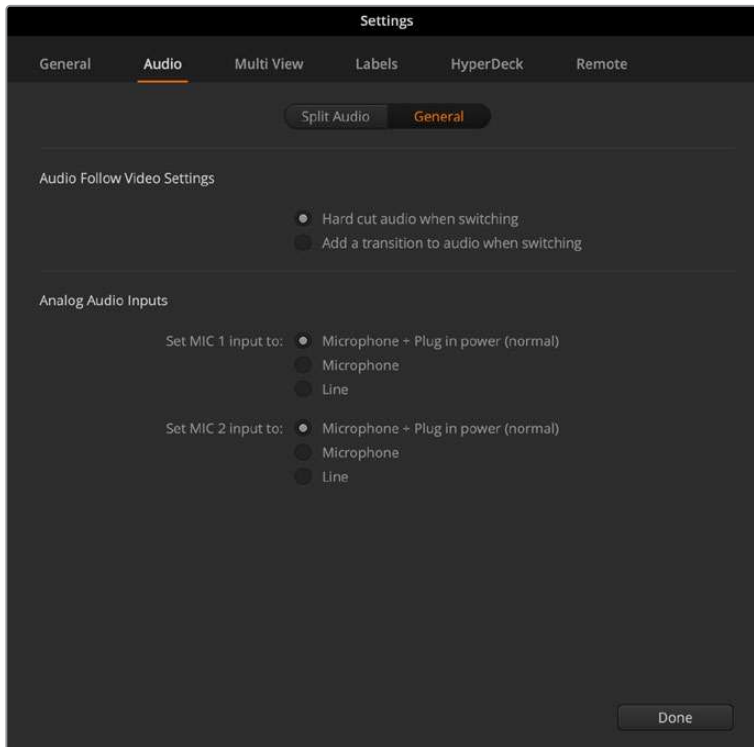 Settings
General Audio Multi View Labels HyperDeck Remote
Split Audio General
Audio Follow Video Settings
Hard cut audio when switching
Add a transition to audio when switching
Analog Audio Inputs
Set MIC 1 input to: Microphone + Plug in power (normal)
Microphone
Line
Set MIC 2 input to: Microphone + Plug in power (normal)
Microphone
Line
Done